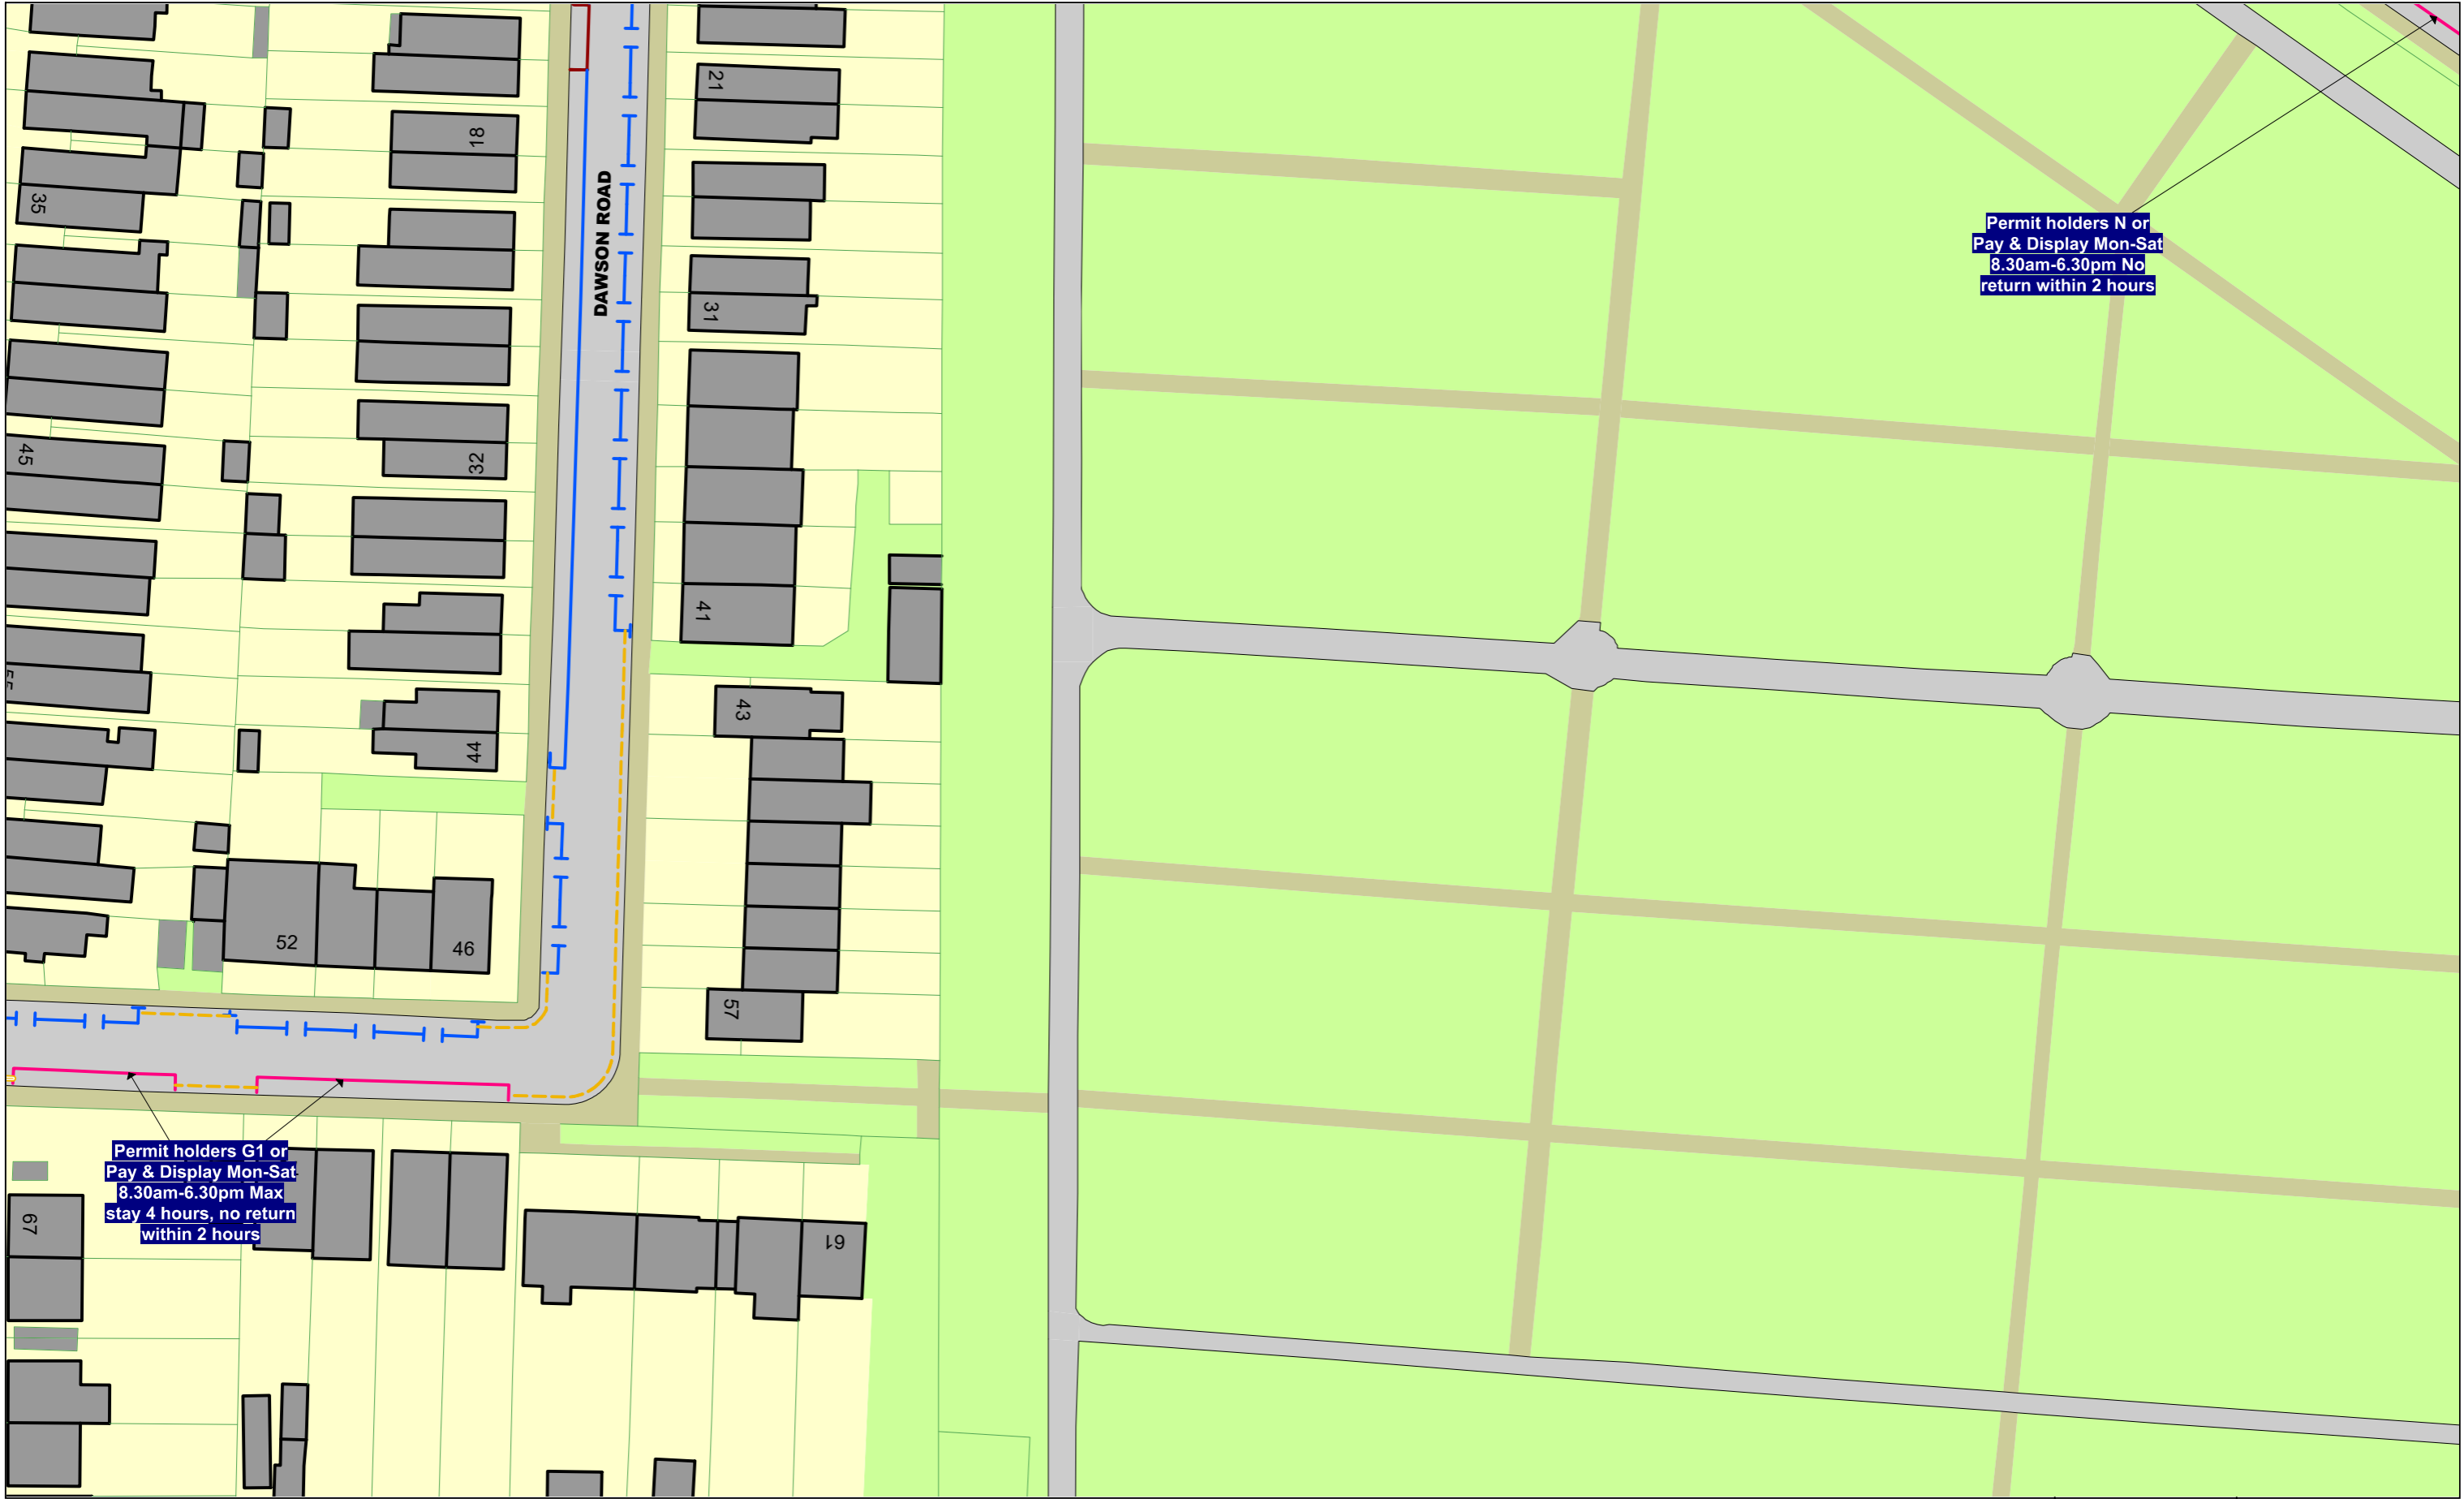 21
18
DAWSON ROAD
35
31
45
32
41
43
44
52
46
57
67
61
Permit holders N or
Pay & Display Mon-Sat
8.30am-6.30pm No
return within 2 hours
Permit holders G1 or
Pay & Display Mon-Sat
8.30am-6.30pm Max
stay 4 hours, no return
within 2 hours